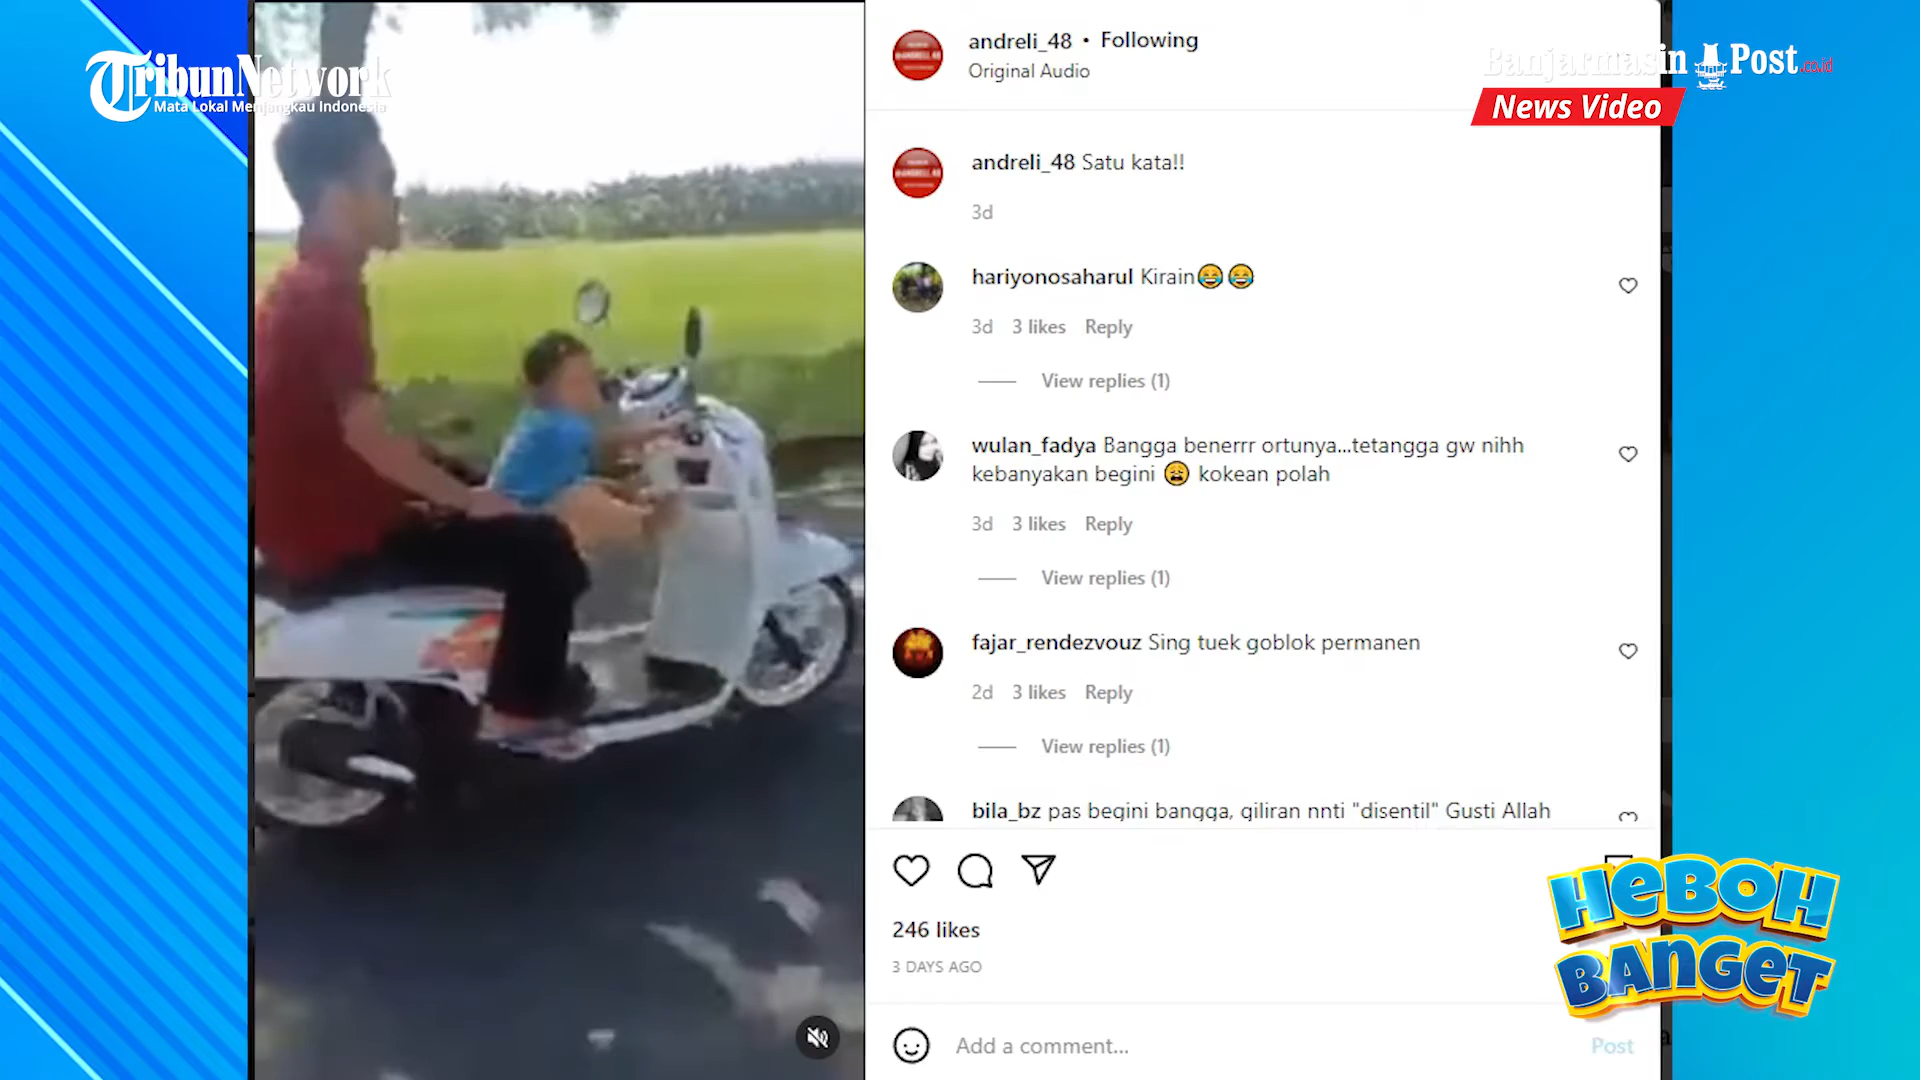 TribunNetwork
Mata Lokal Menjangkau Indonesia
Banjarmasin Post.co.id
News Video
andreli_48 • Following
Original Audio
andreli_48 Satu kata!!
3d
hariyonosaharul Kirain😂😂
3d 3 likes Reply
View replies (1)
wulan_fadya Bangga benerrr ortunya...tetangga gw nihh
kebanyakan begini 😩 kokean polah
3d 3 likes Reply
View replies (1)
fajar_rendezvouz Sing tuek goblok permanen
2d 3 likes Reply
View replies (1)
bila_bz pas begini bangga, giliran nnti "disentil" Gusti Allah
246 likes
3 DAYS AGO
Add a comment...
Post
HEBOH
BANGET